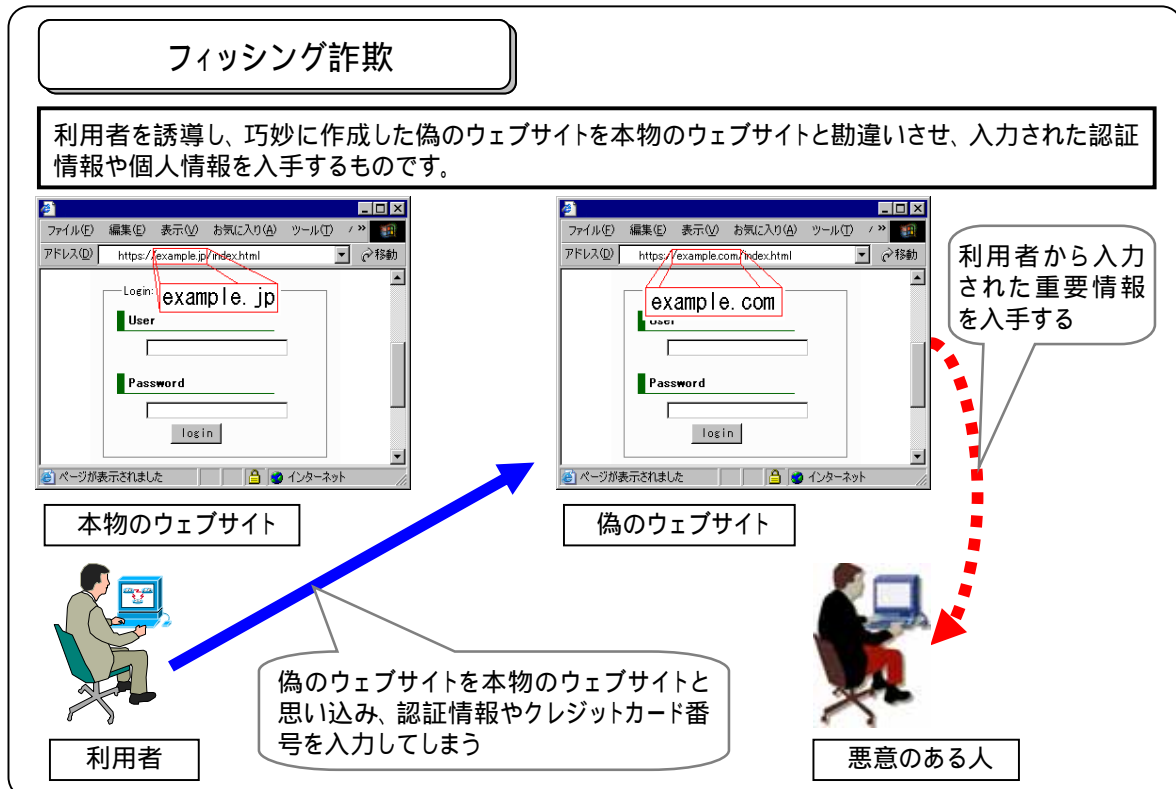 フィッシング詐欺
利用者を誘導し、巧妙に作成した偽のウェブサイトを本物のウェブサイトと勘違いさせ、入力された認証
情報や個人情報を入手するものです。
ファイル(F) 編集(E) 表示(V) お気に入り(A) ツール(T) »
アドレス(D) https://example.jp/index.html 移動
Login:
example.jp
User
Password
login
ページが表示されました インターネット
本物のウェブサイト
ファイル(F) 編集(E) 表示(V) お気に入り(A) ツール(T) »
アドレス(D) https://example.com/index.html 移動
example.com
User
Password
login
ページが表示されました インターネット
偽のウェブサイト
利用者から入力
された重要情報
を入手する
偽のウェブサイトを本物のウェブサイトと
思い込み、認証情報やクレジットカード番
号を入力してしまう
利用者
悪意のある人